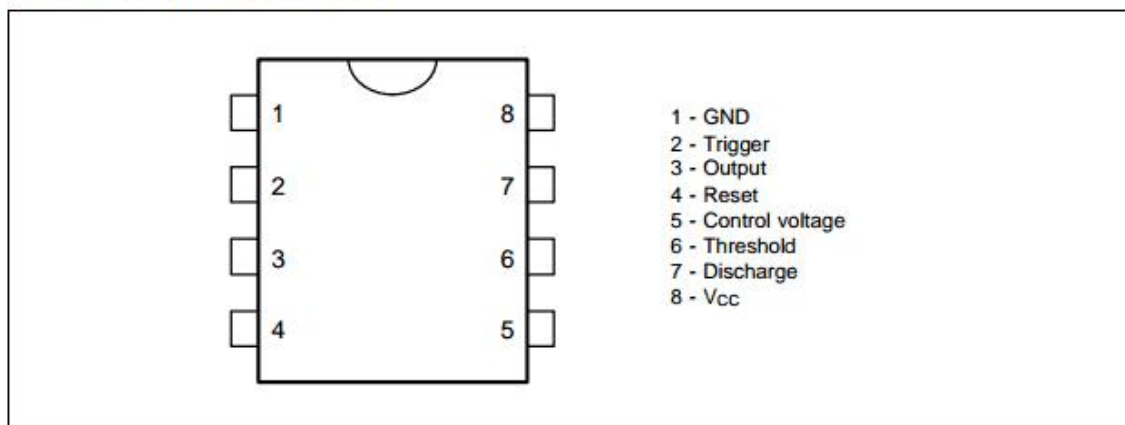 1 8
2 7
3 6
4 5
1 - GND
2 - Trigger
3 - Output
4 - Reset
5 - Control voltage
6 - Threshold
7 - Discharge
8 - VCC